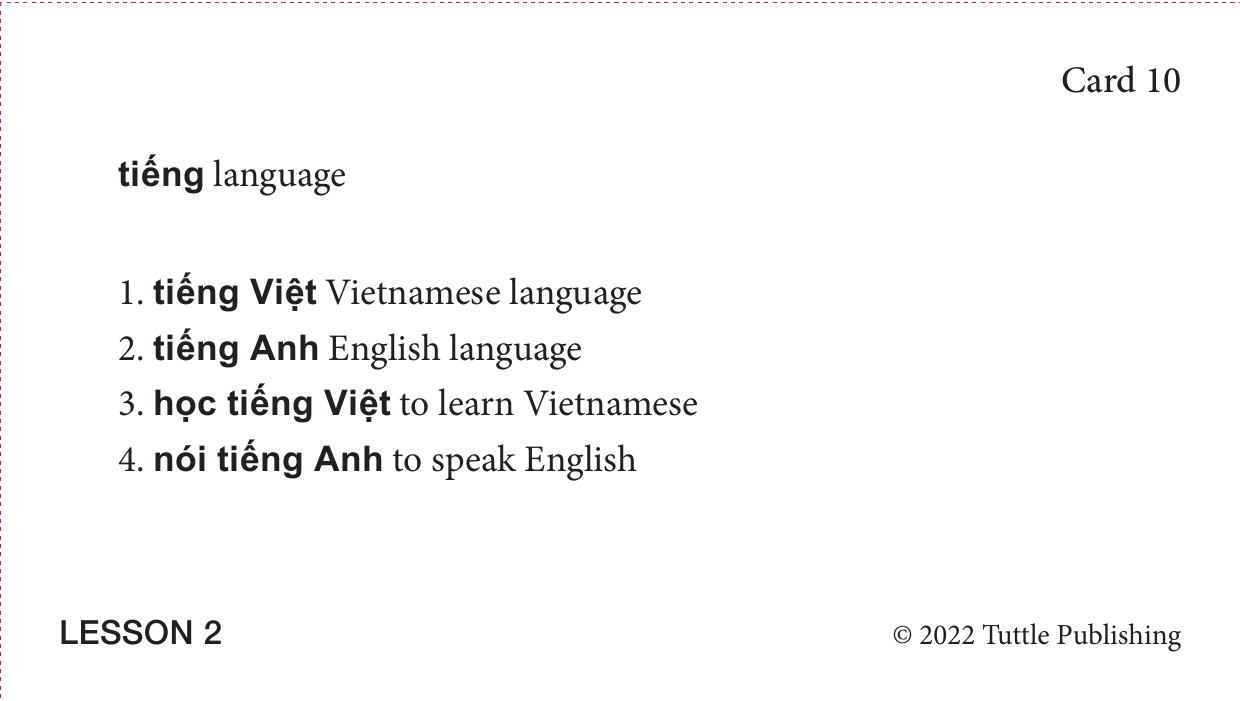 Card 10
tiếng language
1. tiếng Việt Vietnamese language
2. tiếng Anh English language
3. học tiếng Việt to learn Vietnamese
4. nói tiếng Anh to speak English
LESSON 2
© 2022 Tuttle Publishing